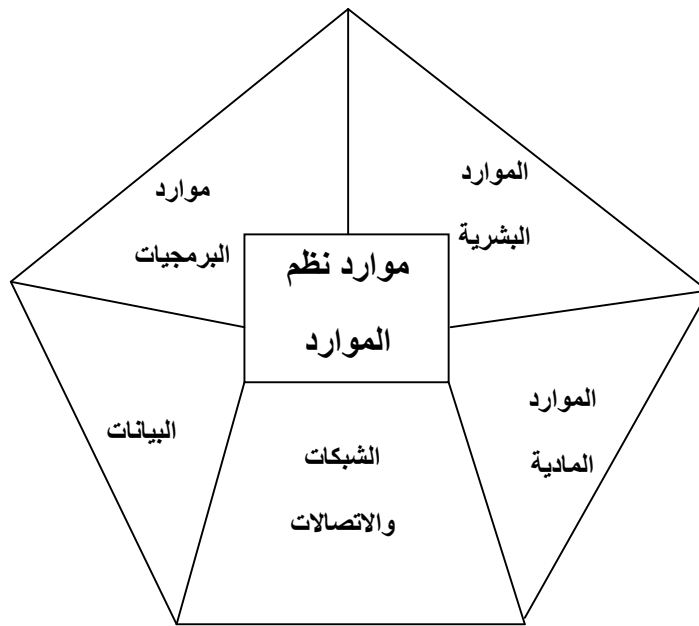 الموارد
البشرية
موارد
البرمجيات
موارد نظم
الموارد
الموارد
المادية
البيانات
الشبكات
والاتصالات